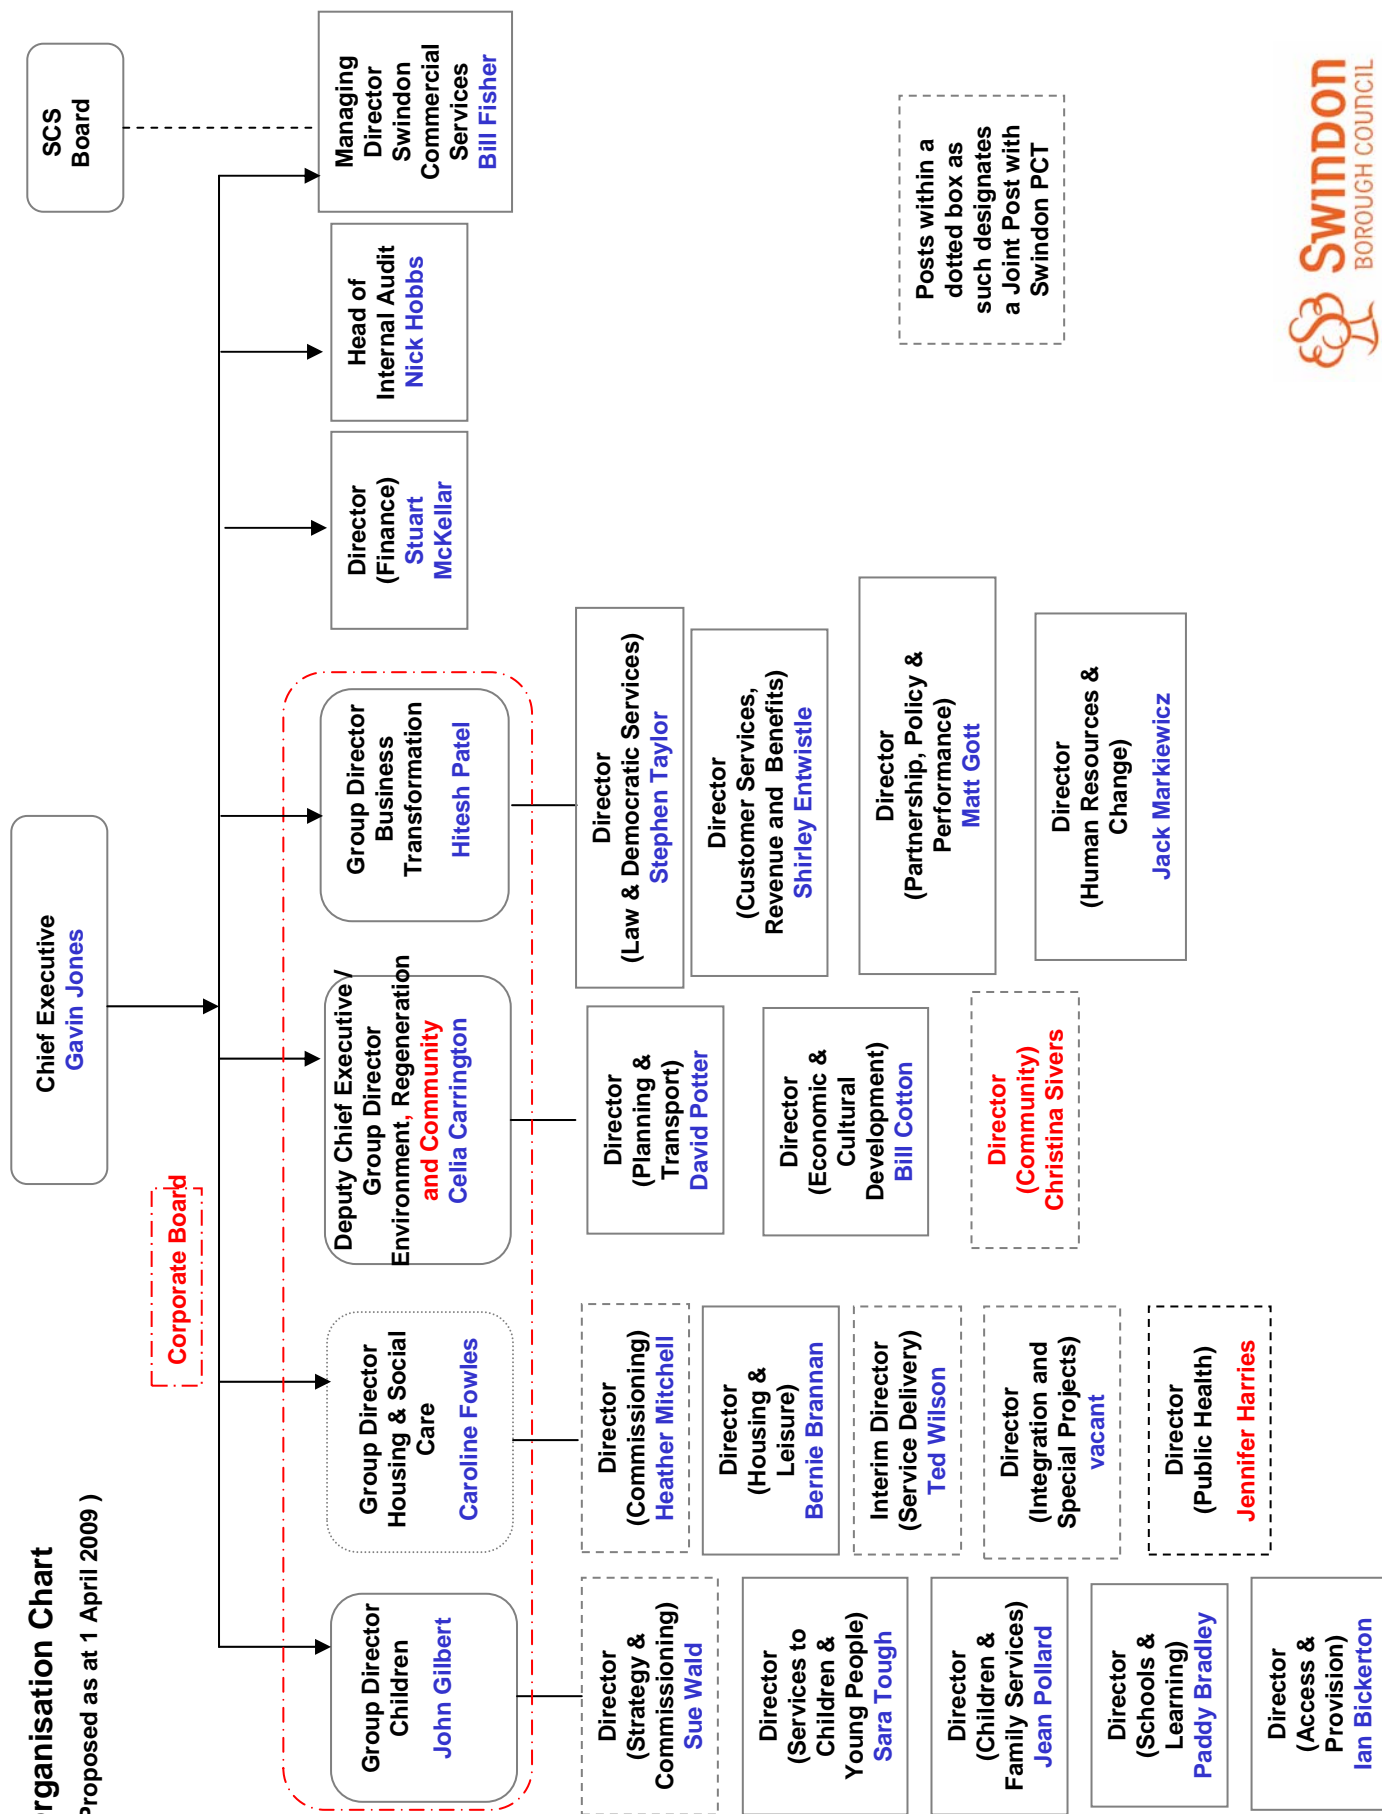 rganisation Chart
Proposed as at 1 April 2009 )
Chief Executive
Gavin Jones
SCS
Board
Corporate Board
Group Director
Children
John Gilbert
Group Director
Housing & Social
Care
Caroline Fowles
Deputy Chief Executive /
Group Director
Environment, Regeneration
and Community
Celia Carrington
Group Director
Business
Transformation
Hitesh Patel
Director
(Finance)
Stuart
McKellar
Head of
Internal Audit
Nick Hobbs
Managing
Director
Swindon
Commercial
Services
Bill Fisher
Director
(Strategy &
Commissioning)
Sue Wald
Director
(Services to
Children &
Young People)
Sara Tough
Director
(Children &
Family Services)
Jean Pollard
Director
(Schools &
Learning)
Paddy Bradley
Director
(Access &
Provision)
Ian Bickerton
Director
(Commissioning)
Heather Mitchell
Director
(Housing &
Leisure)
Bernie Brannan
Interim Director
(Service Delivery)
Ted Wilson
Director
(Integration and
Special Projects)
vacant
Director
(Public Health)
Jennifer Harries
Director
(Planning &
Transport)
David Potter
Director
(Economic &
Cultural
Development)
Bill Cotton
Director
(Community)
Christina Sivers
Director
(Law & Democratic Services)
Stephen Taylor
Director
(Customer Services,
Revenue and Benefits)
Shirley Entwistle
Director
(Partnership, Policy &
Performance)
Matt Gott
Director
(Human Resources &
Change)
Jack Markiewicz
Posts within a
dotted box as
such designates
a Joint Post with
Swindon PCT
Swindon
BOROUGH COUNCIL